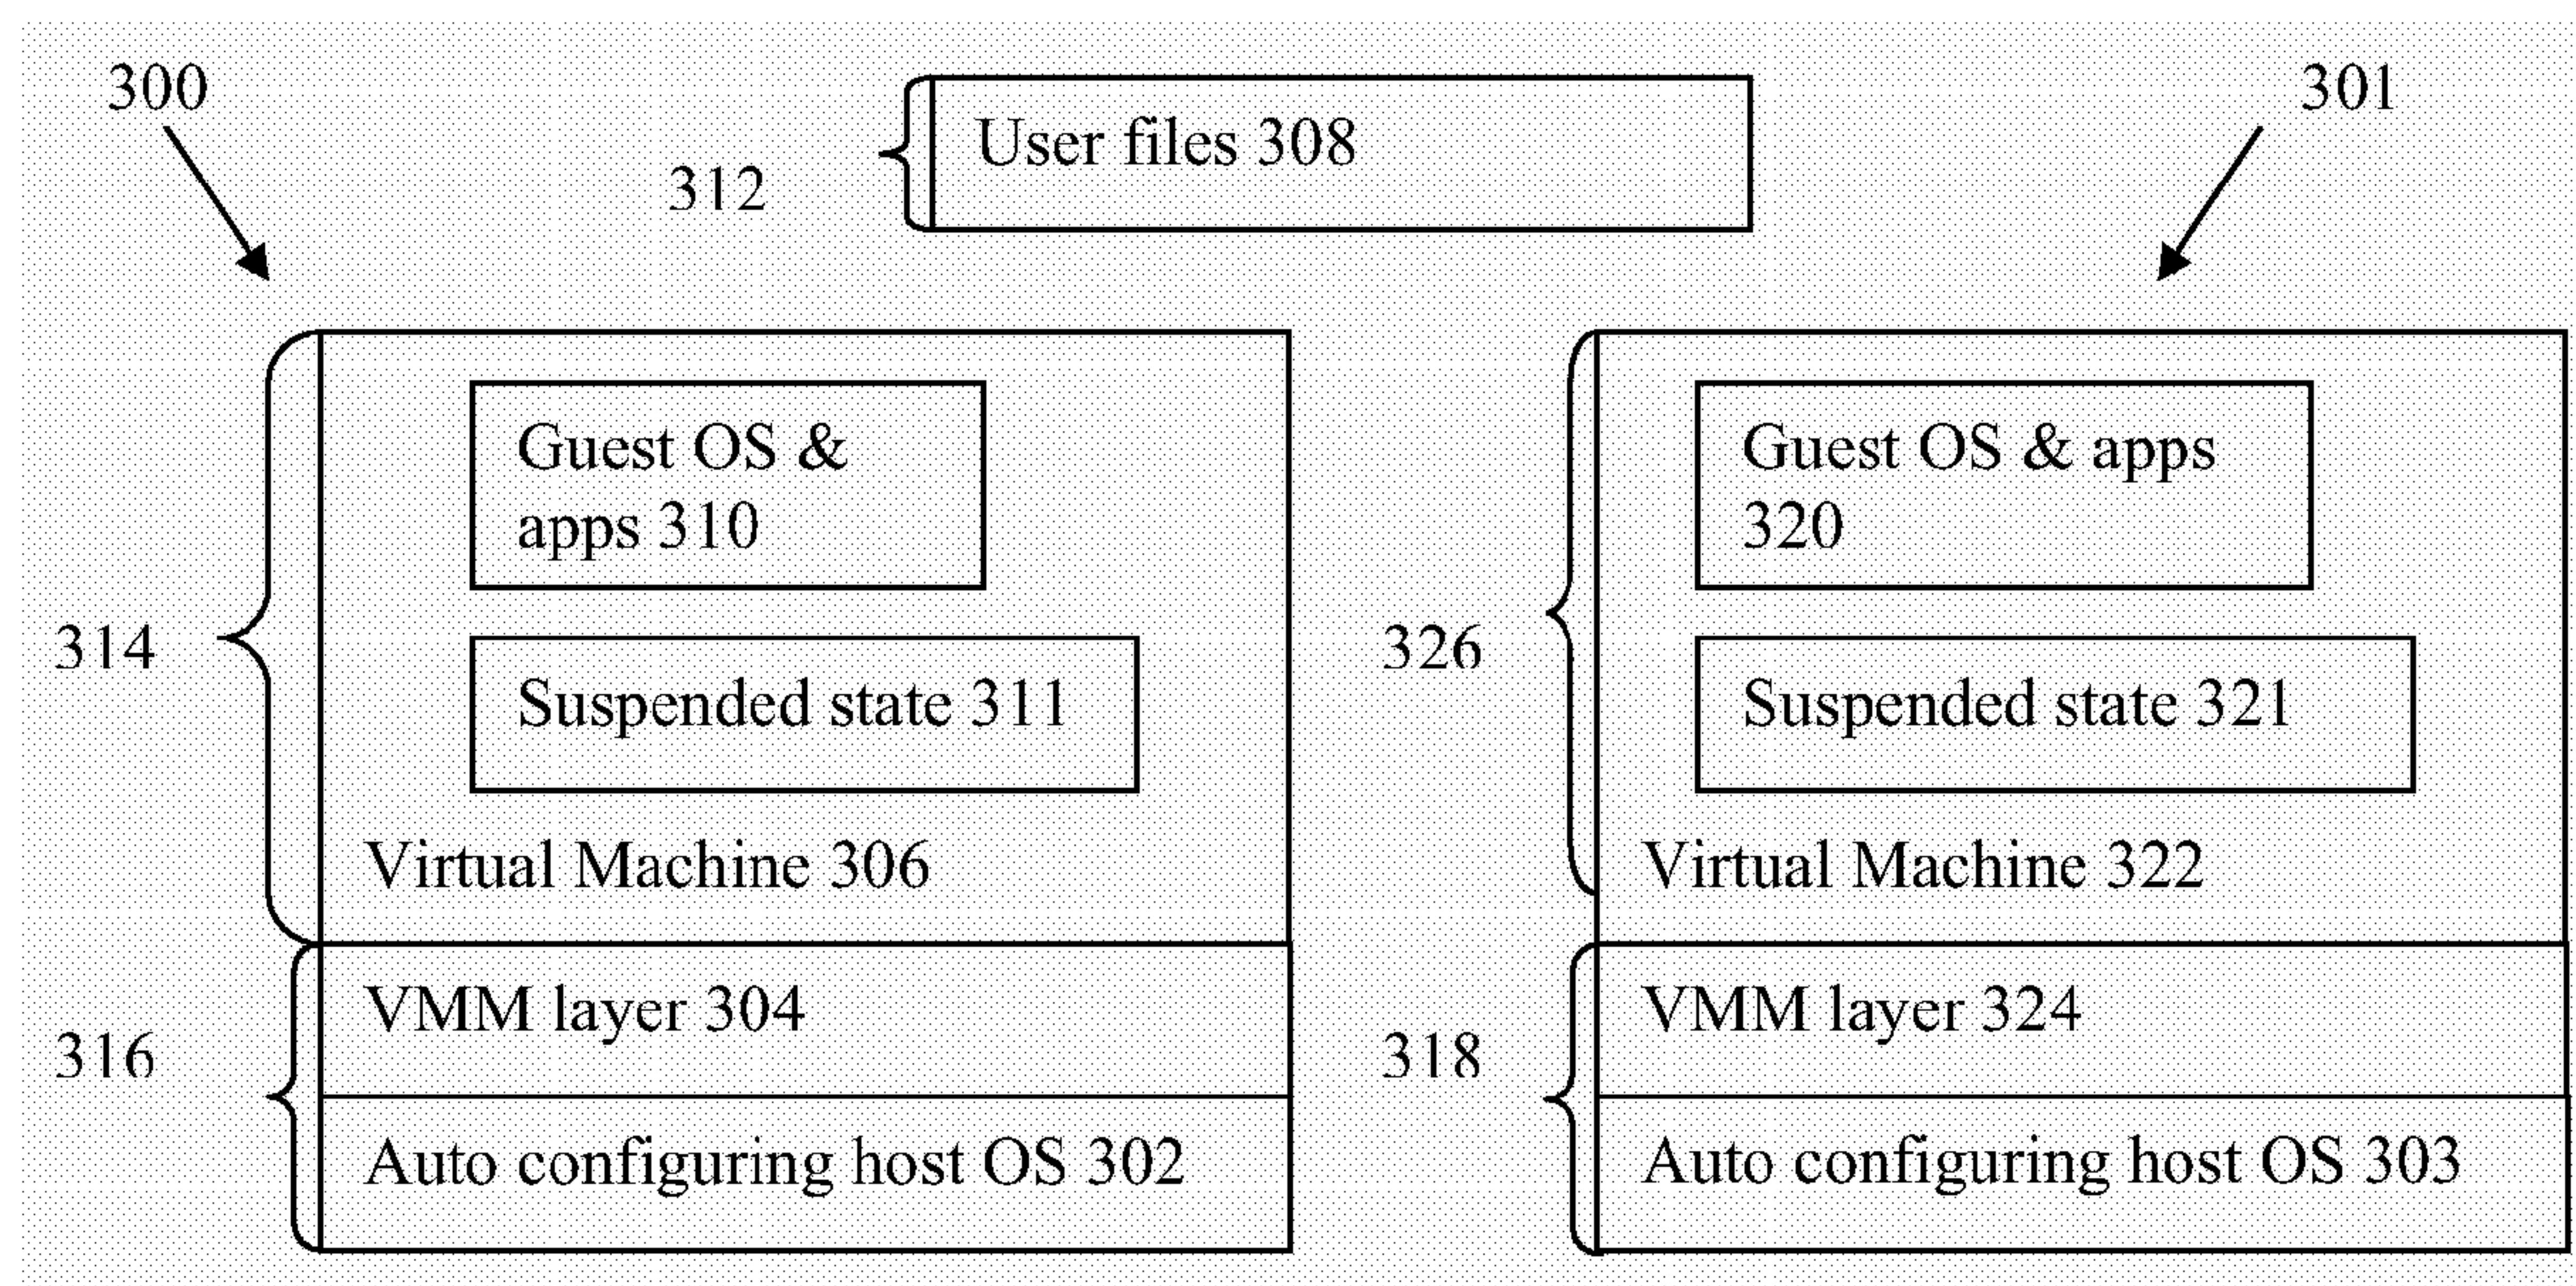 300
301
User files 308
312
Guest OS &
apps 310
Suspended state 311
Virtual Machine 306
314
VMM layer 304
Auto configuring host OS 302
316
Guest OS & apps
320
Suspended state 321
Virtual Machine 322
326
VMM layer 324
Auto configuring host OS 303
318